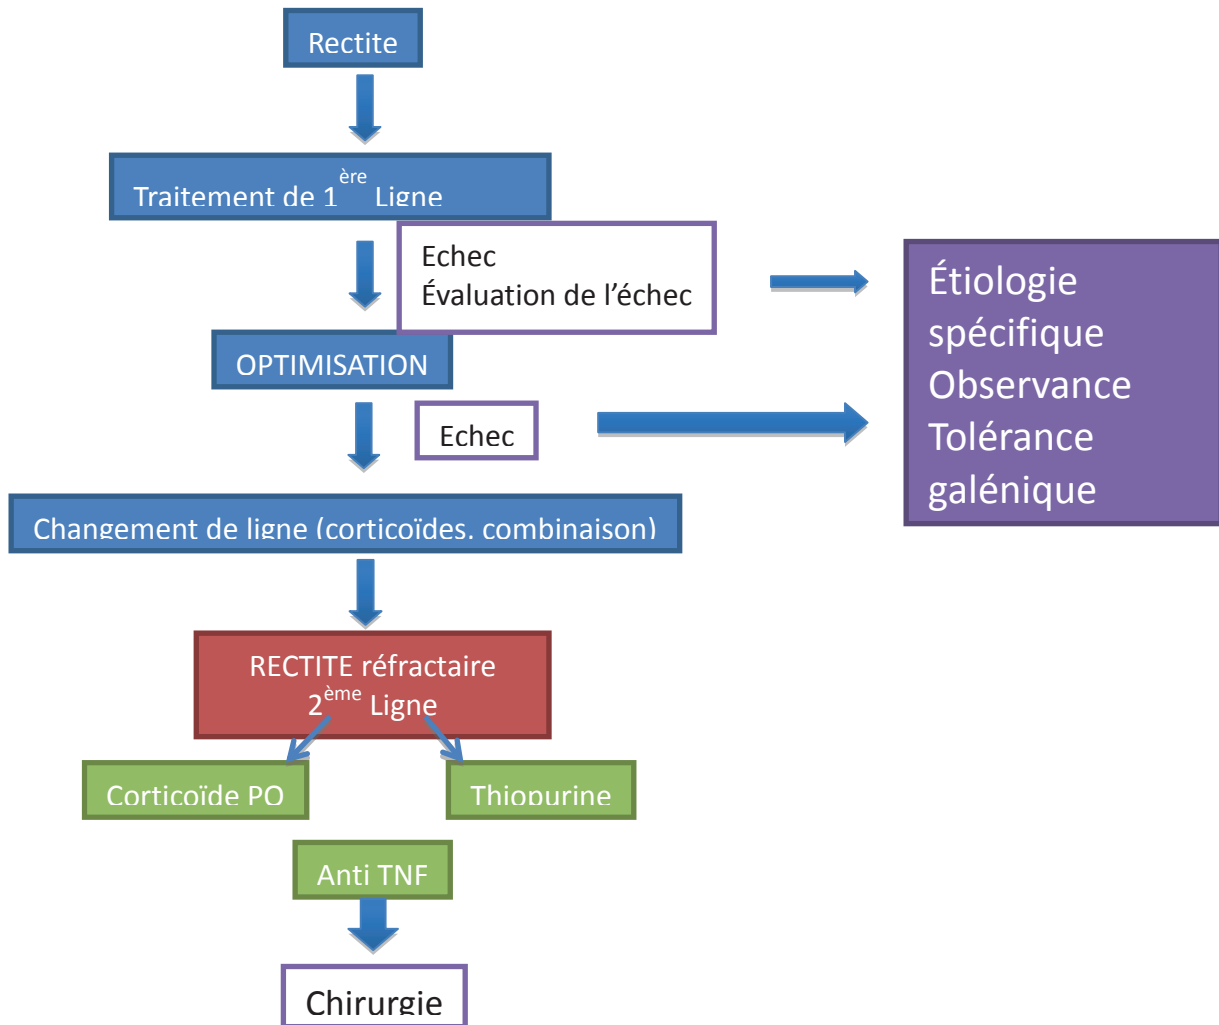 Rectite
Traitement de 1ère Ligne
Echec
Évaluation de l’échec
Étiologie
spécifique
Observance
Tolérance
galénique
OPTIMISATION
Echec
Changement de ligne (corticoïdes. combinaison)
RECTITE réfractaire
2ème Ligne
Corticoïde PO
Thiopurine
Anti TNF
Chirurgie